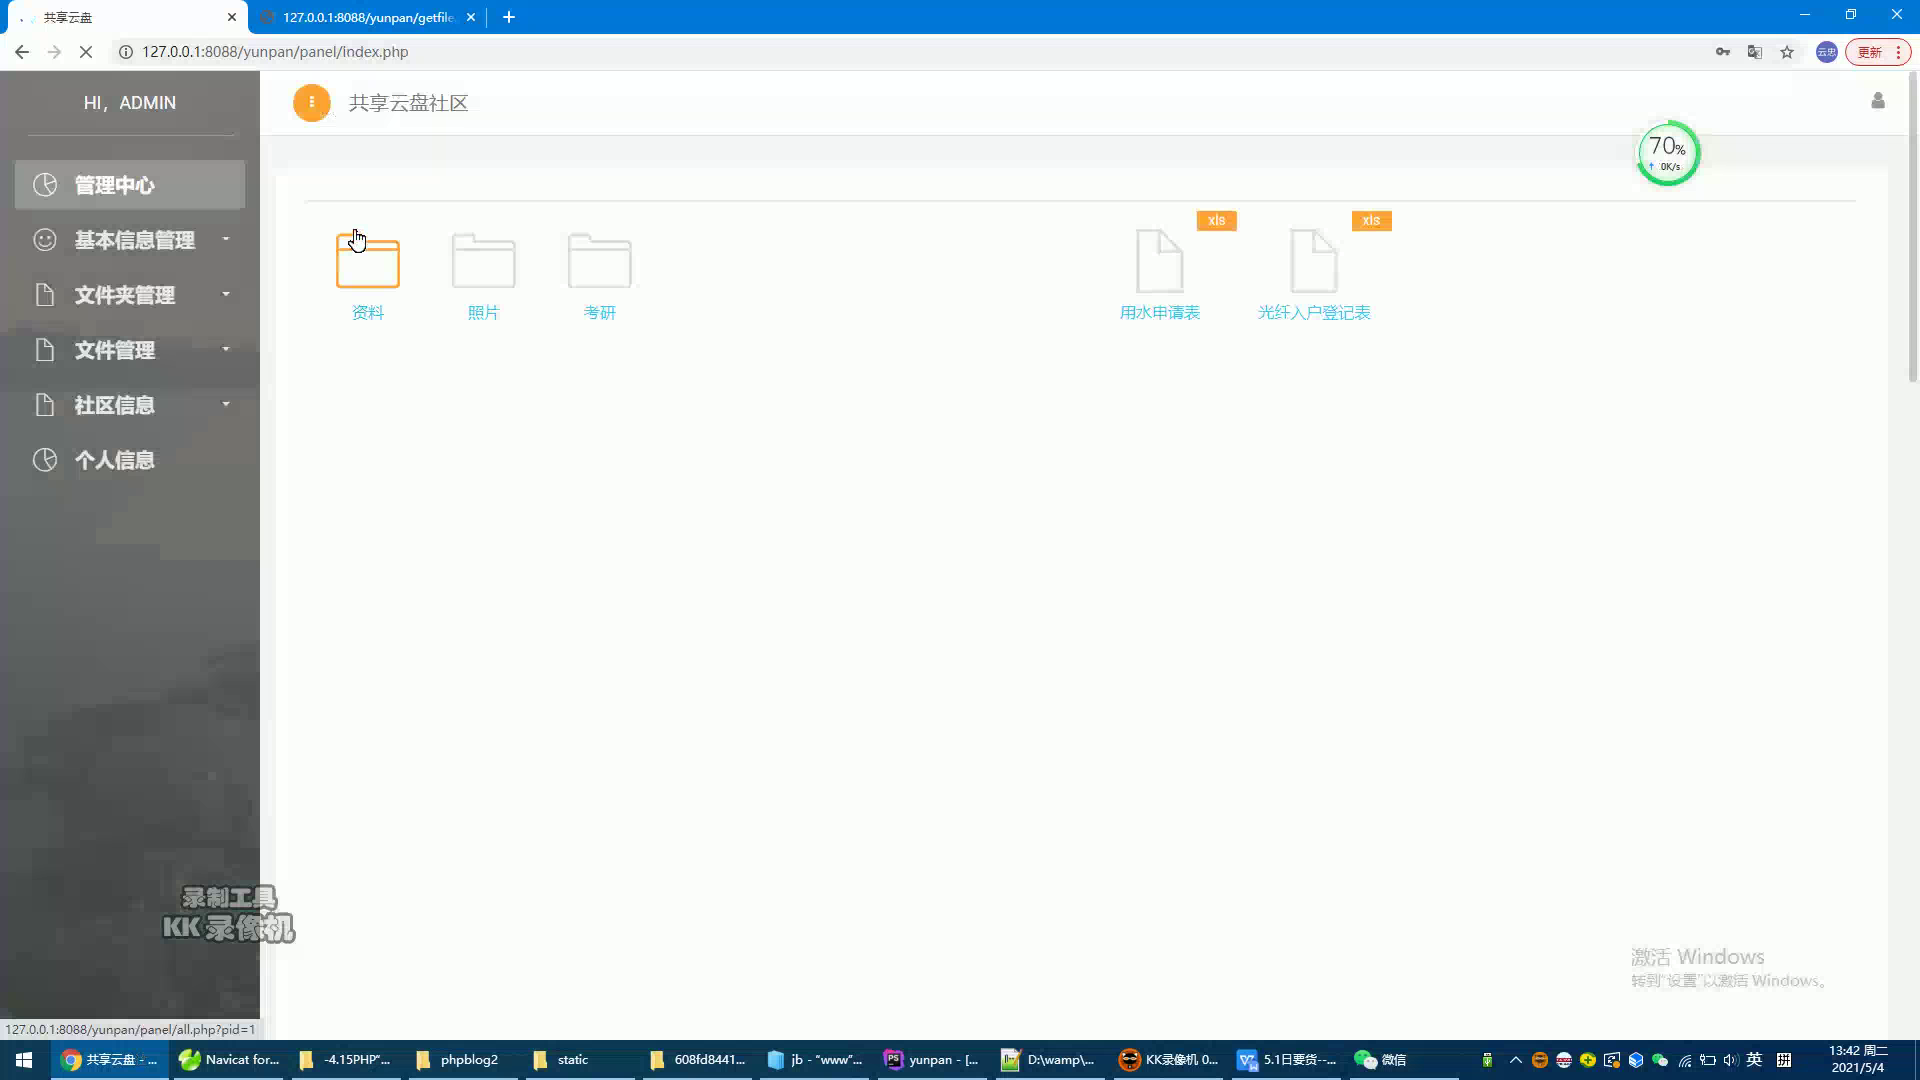 共享云盘
127.0.0.1:8088/yunpan/getfile
127.0.0.1:8088/yunpan/panel/index.php
云忠
更新
HI，ADMIN
共享云盘社区
70%
0K/s
管理中心
基本信息管理
文件夹管理
文件管理
社区信息
个人信息
资料
照片
考研
xls
用水申请表
xls
光纤入户登记表
录制工具
KK 录像机
激活 Windows
转到"设置"以激活 Windows。
127.0.0.1:8088/yunpan/panel/all.php?pid=1
共享云盘 - ...
Navicat for...
-4.15PHP"...
phpblog2
static
608fd8441...
jb - "www"...
yunpan - [...
D:\wamp\...
KK录像机 0...
5.1日要货--...
微信
英
拼
13:42 周二
2021/5/4